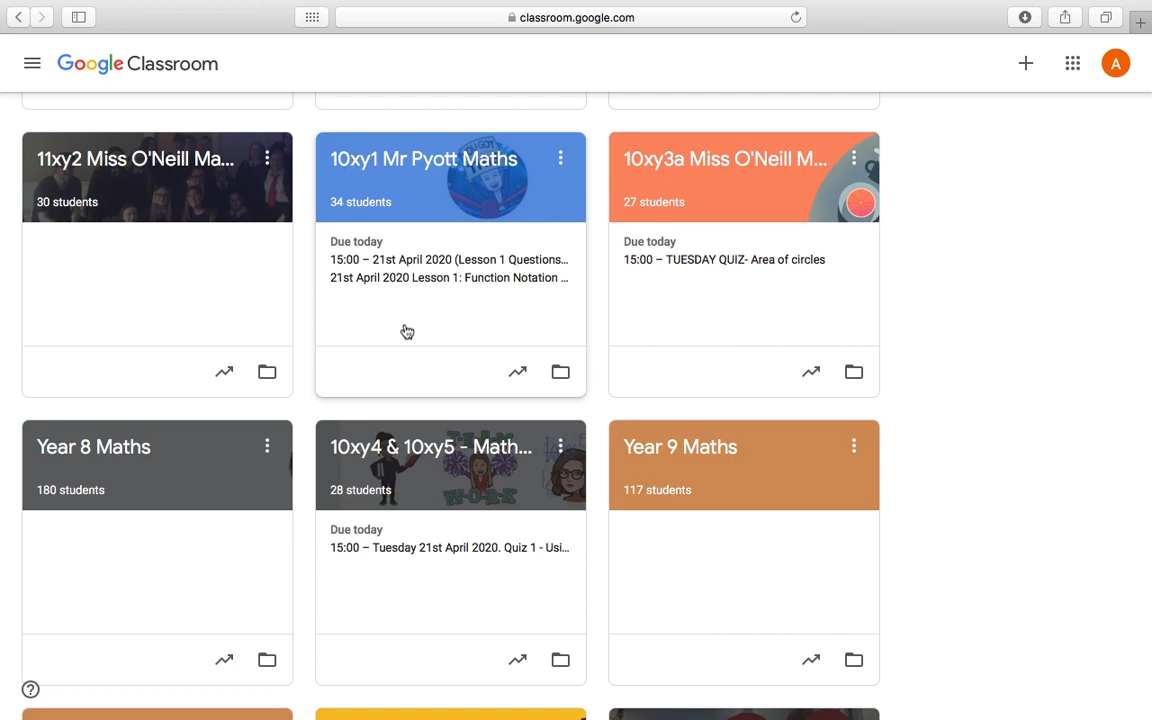 classroom.google.com
Google Classroom
A
11xy2 Miss O'Neill Ma...
30 students
10xy1 Mr Pyott Maths
34 students
Due today
15:00 – 21st April 2020 (Lesson 1 Questions...
21st April 2020 Lesson 1: Function Notation ...
10xy3a Miss O'Neill M...
27 students
Due today
15:00 – TUESDAY QUIZ- Area of circles
Year 8 Maths
180 students
10xy4 & 10xy5 - Math...
28 students
TEAM
WORK
Due today
15:00 – Tuesday 21st April 2020. Quiz 1 - Usi...
Year 9 Maths
117 students